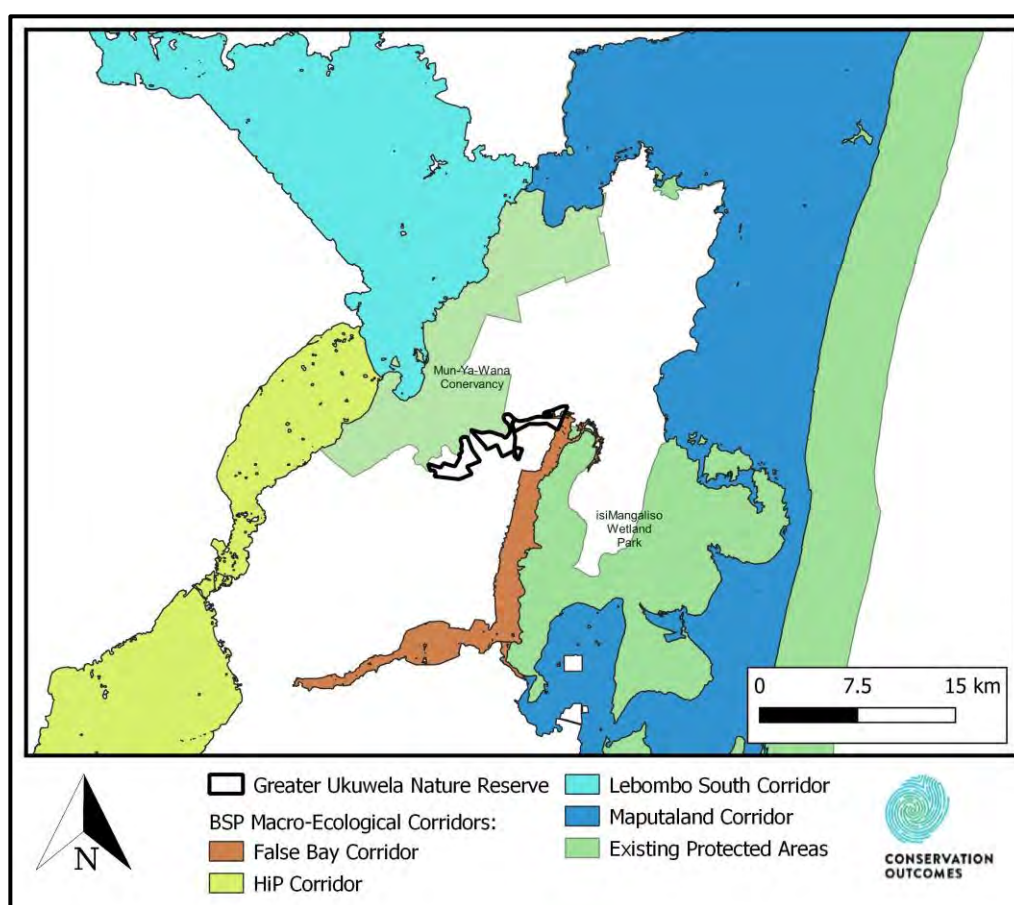 Mun-Ya-Wana
Conervancy
isiMangaliso
Wetland
Park
0 7.5 15 km
N
Greater Ukuwela Nature Reserve
BSP Macro-Ecological Corridors:
False Bay Corridor
HiP Corridor
Lebombo South Corridor
Maputaland Corridor
Existing Protected Areas
CONSERVATION
OUTCOMES